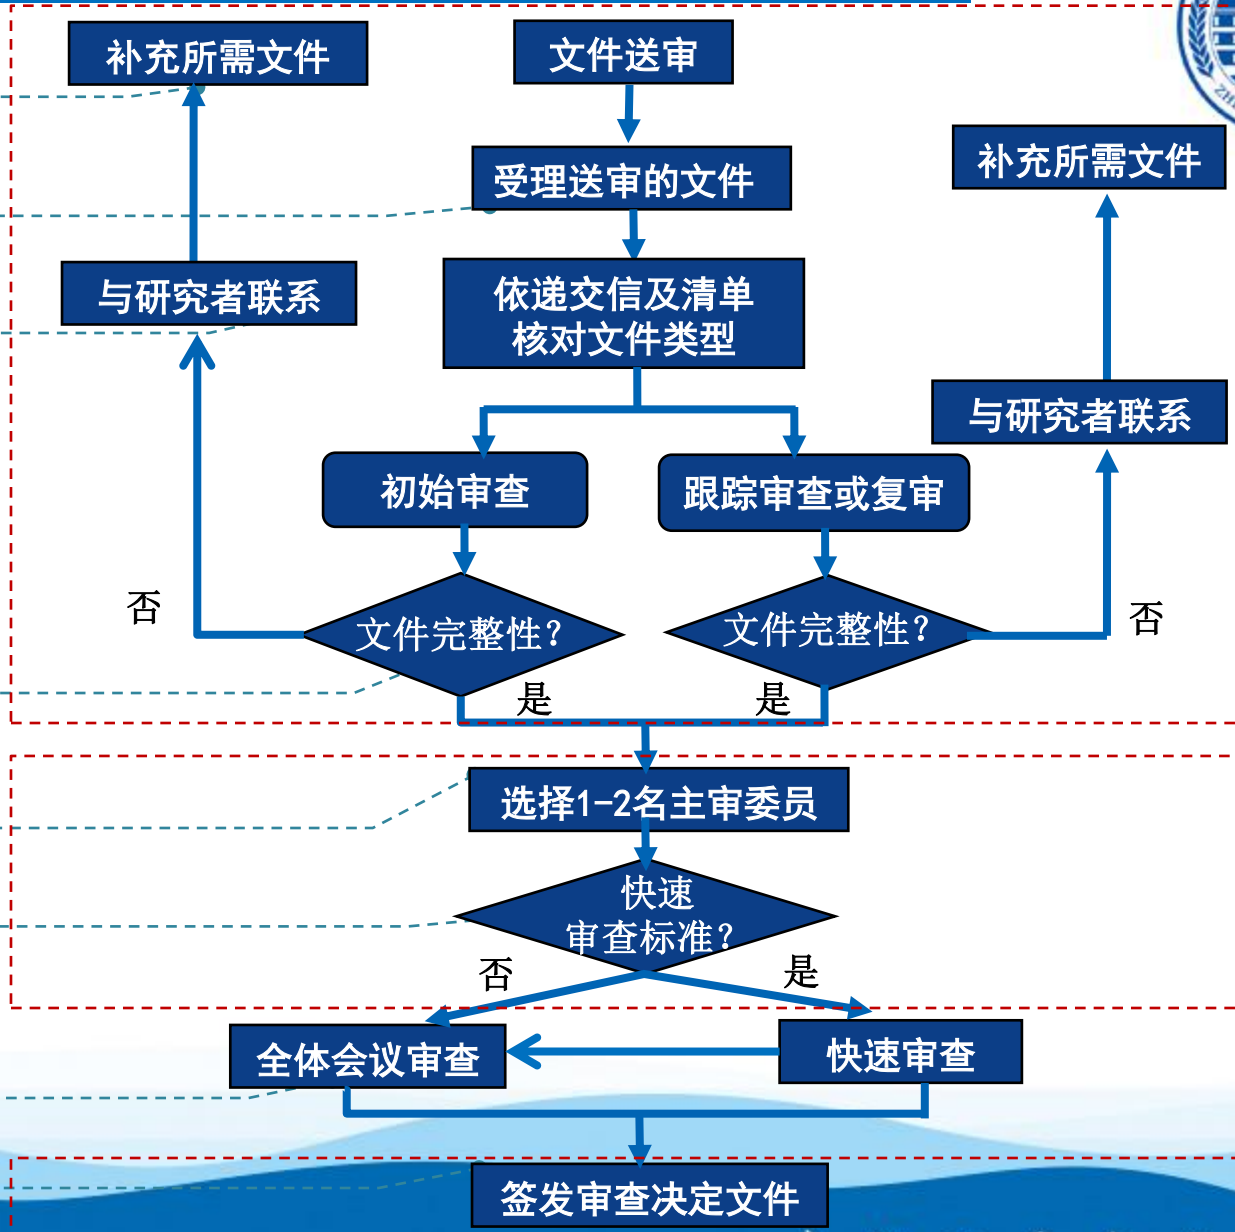 补充所需文件
文件送审
补充所需文件
受理送审的文件
与研究者联系
依递交信及清单
核对文件类型
与研究者联系
初始审查
跟踪审查或复审
否
文件完整性？
文件完整性？
否
是
是
选择1-2名主审委员
快速
审查标准？
否
是
全体会议审查
快速审查
签发审查决定文件